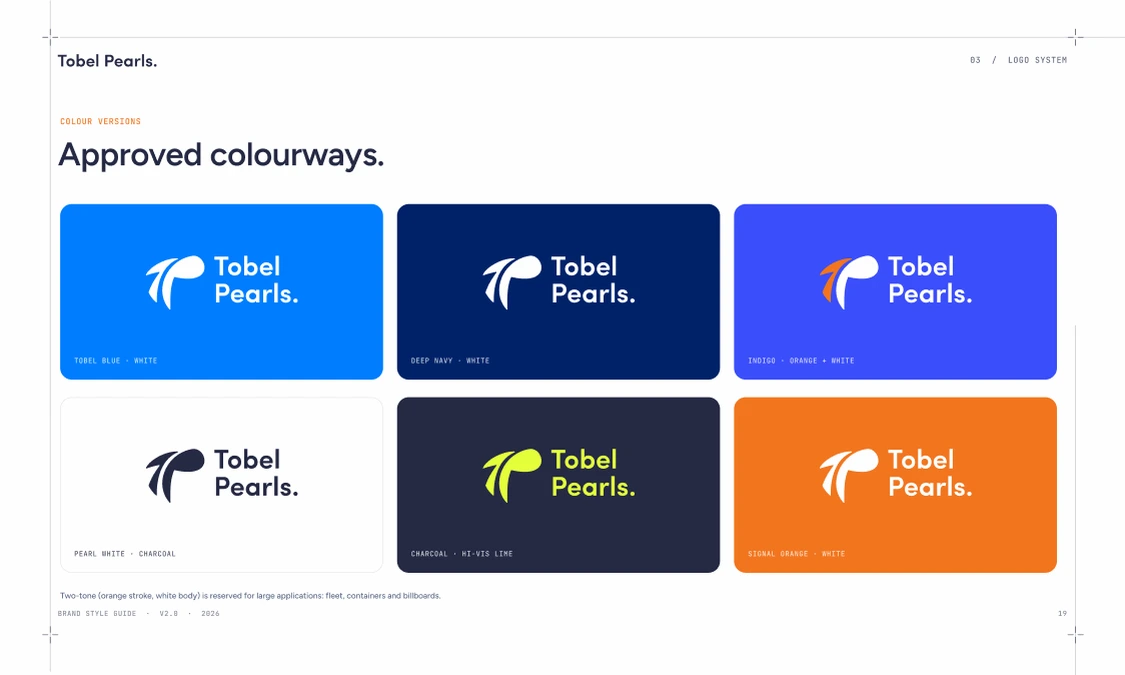 Tobel Pearls.
03 / LOGO SYSTEM
COLOUR VERSIONS
Approved colourways.
Tobel
Pearls.
TOBEL BLUE · WHITE
Tobel
Pearls.
DEEP NAVY · WHITE
Tobel
Pearls.
INDIGO · ORANGE + WHITE
Tobel
Pearls.
PEARL WHITE · CHARCOAL
Tobel
Pearls.
CHARCOAL · HI-VIS LIME
Tobel
Pearls.
SIGNAL ORANGE · WHITE
Two-tone (orange stroke, white body) is reserved for large applications: fleet, containers and billboards.
BRAND STYLE GUIDE · V2.0 · 2026
19